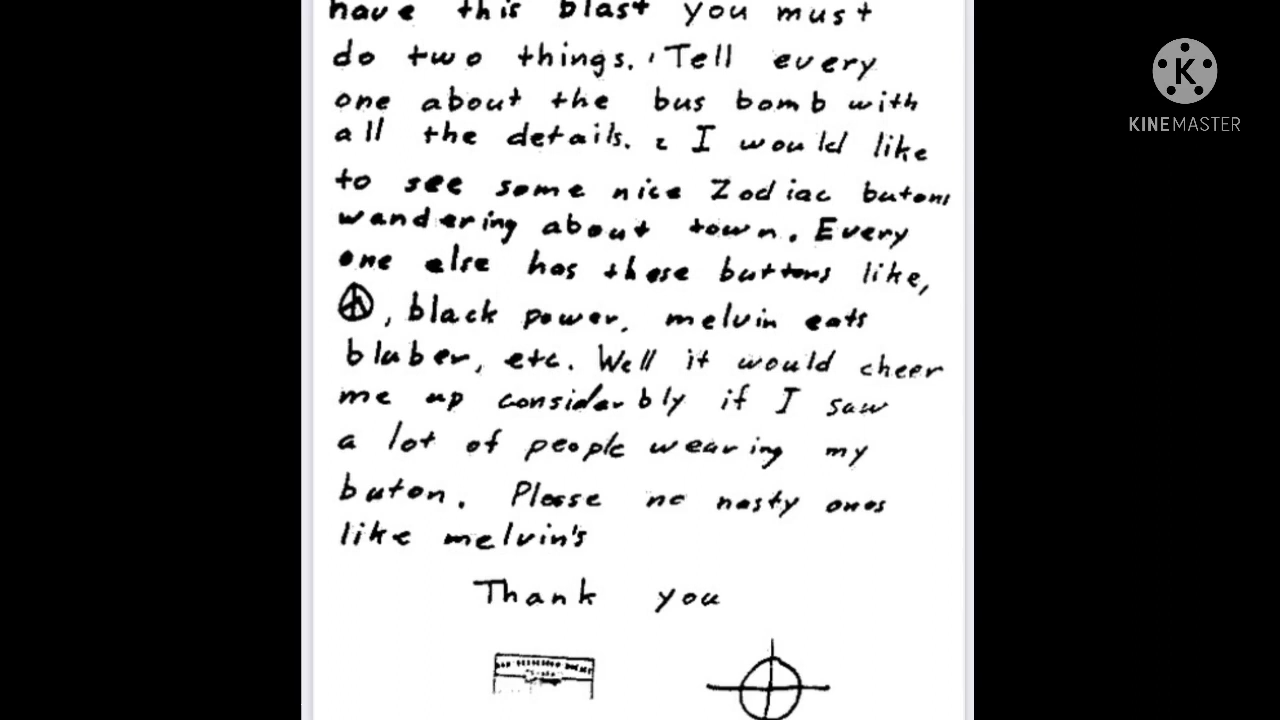 have this blast you must
do two things. 1 Tell every
one about the bus bomb with
all the details. 2 I would like
to see some nice Zodiac butons
wandering about town. Every
one else has these buttons like,
☮, black power, melvin eats
bluber, etc. Well it would cheer
me up considerbly if I saw
a lot of people wearing my
buton. Please no nasty ones
like melvin's
Thank you
KINEMASTER